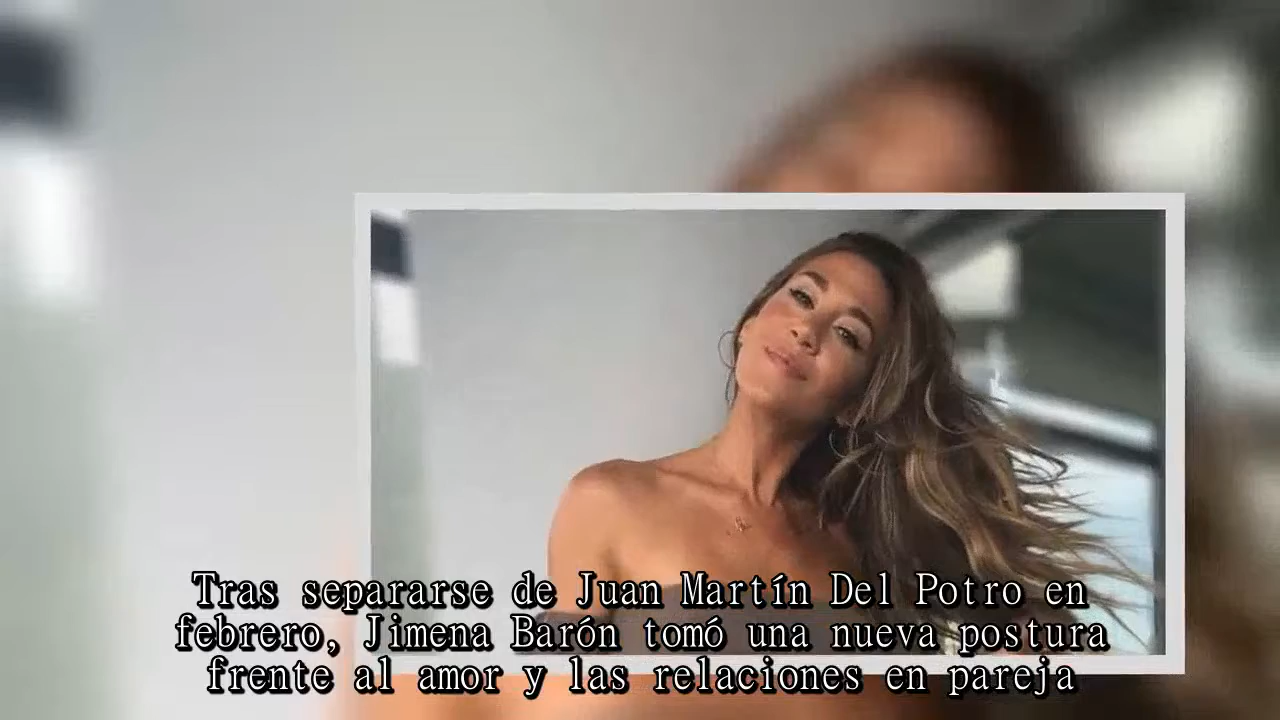 Tras separarse de Juan Martín Del Potro en
febrero, Jimena Barón tomó una nueva postura
frente al amor y las relaciones en pareja